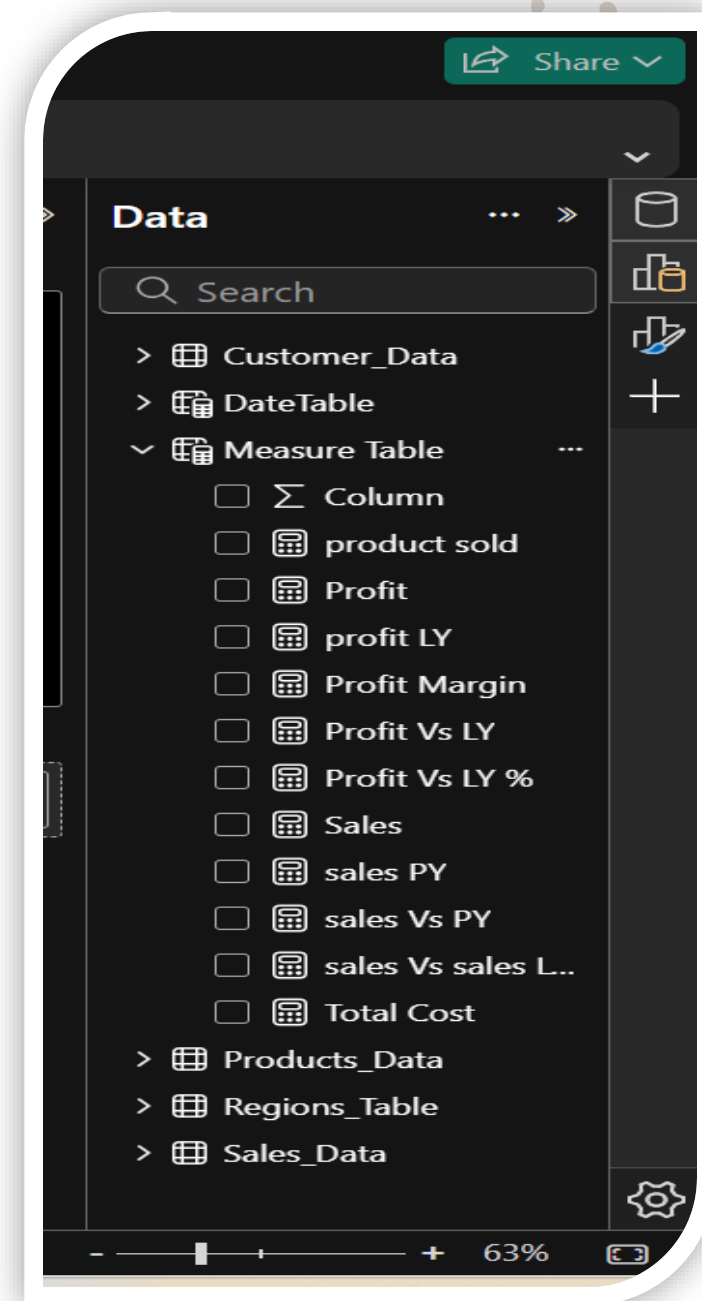 Share
Data
Search
Customer_Data
DateTable
Measure Table
Column
product sold
Profit
profit LY
Profit Margin
Profit Vs LY
Profit Vs LY %
Sales
sales PY
sales Vs PY
sales Vs sales L...
Total Cost
Products_Data
Regions_Table
Sales_Data
63%